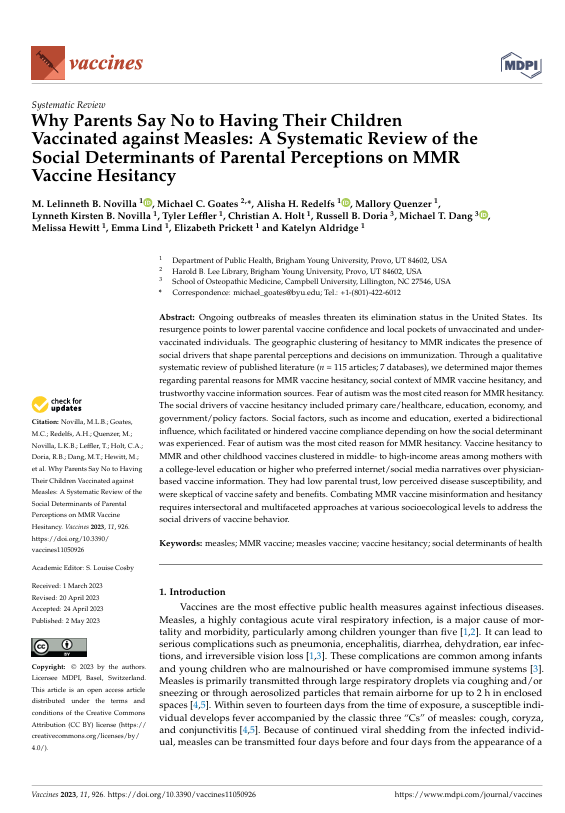 vaccines
MDPI
Systematic Review
Why Parents Say No to Having Their Children
Vaccinated against Measles: A Systematic Review of the
Social Determinants of Parental Perceptions on MMR
Vaccine Hesitancy
M. Lelinneth B. Novilla 1, Michael C. Goates 2,*, Alisha H. Redelfs 1, Mallory Quenzer 1,
Lynneth Kirsten B. Novilla 1, Tyler Leffler 1, Christian A. Holt 1, Russell B. Doria 3, Michael T. Dang 3,
Melissa Hewitt 1, Emma Lind 1, Elizabeth Prickett 1 and Katelyn Aldridge 1
1 Department of Public Health, Brigham Young University, Provo, UT 84602, USA
2 Harold B. Lee Library, Brigham Young University, Provo, UT 84602, USA
3 School of Osteopathic Medicine, Campbell University, Lillington, NC 27546, USA
* Correspondence: michael_goates@byu.edu; Tel.: +1-(801)-422-6012
Abstract: Ongoing outbreaks of measles threaten its elimination status in the United States. Its
resurgence points to lower parental vaccine confidence and local pockets of unvaccinated and under-
vaccinated individuals. The geographic clustering of hesitancy to MMR indicates the presence of
social drivers that shape parental perceptions and decisions on immunization. Through a qualitative
systematic review of published literature (n = 115 articles; 7 databases), we determined major themes
regarding parental reasons for MMR vaccine hesitancy, social context of MMR vaccine hesitancy, and
trustworthy vaccine information sources. Fear of autism was the most cited reason for MMR hesitancy.
The social drivers of vaccine hesitancy included primary care/healthcare, education, economy, and
government/policy factors. Social factors, such as income and education, exerted a bidirectional
influence, which facilitated or hindered vaccine compliance depending on how the social determinant
was experienced. Fear of autism was the most cited reason for MMR hesitancy. Vaccine hesitancy to
MMR and other childhood vaccines clustered in middle- to high-income areas among mothers with
a college-level education or higher who preferred internet/social media narratives over physician-
based vaccine information. They had low parental trust, low perceived disease susceptibility, and
were skeptical of vaccine safety and benefits. Combating MMR vaccine misinformation and hesitancy
requires intersectoral and multifaceted approaches at various socioecological levels to address the
social drivers of vaccine behavior.
Keywords: measles; MMR vaccine; measles vaccine; vaccine hesitancy; social determinants of health
check for
updates
Citation: Novilla, M.L.B.; Goates,
M.C.; Redelfs, A.H.; Quenzer, M.;
Novilla, L.K.B.; Leffler, T.; Holt, C.A.;
Doria, R.B.; Dang, M.T.; Hewitt, M.;
et al. Why Parents Say No to Having
Their Children Vaccinated against
Measles: A Systematic Review of the
Social Determinants of Parental
Perceptions on MMR Vaccine
Hesitancy. Vaccines 2023, 11, 926.
https://doi.org/10.3390/
vaccines11050926
Academic Editor: S. Louise Cosby
Received: 1 March 2023
Revised: 20 April 2023
Accepted: 24 April 2023
Published: 2 May 2023
cc BY
Copyright: © 2023 by the authors.
Licensee MDPI, Basel, Switzerland.
This article is an open access article
distributed under the terms and
conditions of the Creative Commons
Attribution (CC BY) license (https://
creativecommons.org/licenses/by/
4.0/).
1. Introduction
Vaccines are the most effective public health measures against infectious diseases.
Measles, a highly contagious acute viral respiratory infection, is a major cause of mor-
tality and morbidity, particularly among children younger than five [1,2]. It can lead to
serious complications such as pneumonia, encephalitis, diarrhea, dehydration, ear infec-
tions, and irreversible vision loss [1,3]. These complications are common among infants
and young children who are malnourished or have compromised immune systems [3].
Measles is primarily transmitted through large respiratory droplets via coughing and/or
sneezing or through aerosolized particles that remain airborne for up to 2 h in enclosed
spaces [4,5]. Within seven to fourteen days from the time of exposure, a susceptible indi-
vidual develops fever accompanied by the classic three “Cs” of measles: cough, coryza,
and conjunctivitis [4,5]. Because of continued viral shedding from the infected individ-
ual, measles can be transmitted four days before and four days from the appearance of a
Vaccines 2023, 11, 926. https://doi.org/10.3390/vaccines11050926
https://www.mdpi.com/journal/vaccines